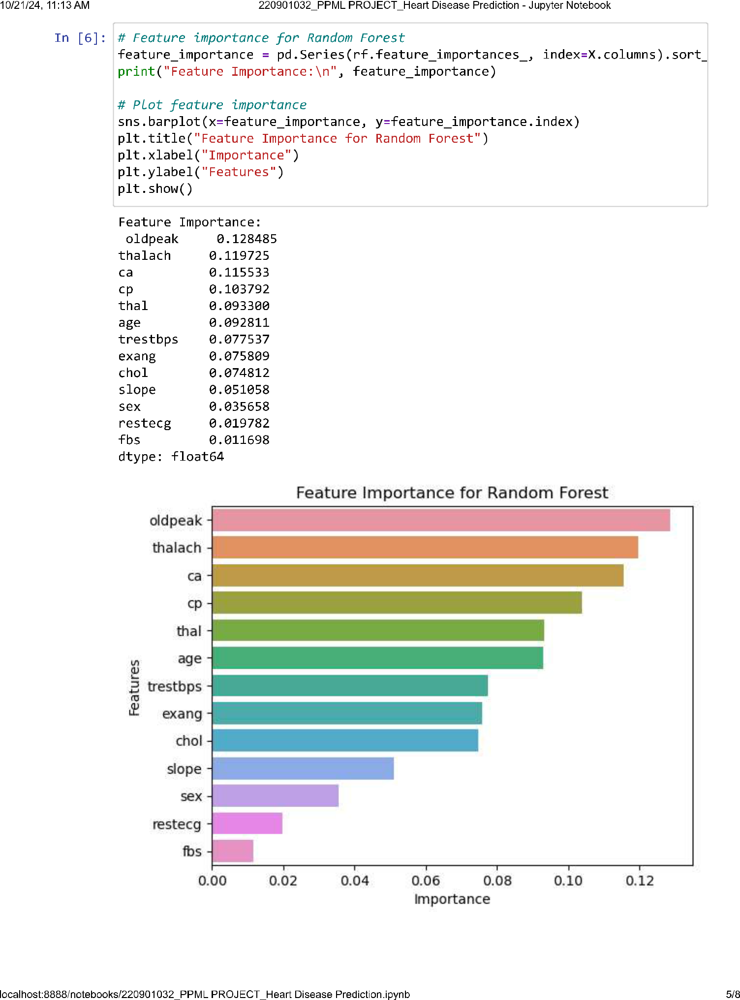 10/21/24, 11:13 AM 220901032_PPML PROJECT_Heart Disease Prediction - Jupyter Notebook
In [6]: # Feature importance for Random Forest
feature_importance = pd.Series(rf.feature_importances_, index=X.columns).sort_
print("Feature Importance:\n", feature_importance)
# Plot feature importance
sns.barplot(x=feature_importance, y=feature_importance.index)
plt.title("Feature Importance for Random Forest")
plt.xlabel("Importance")
plt.ylabel("Features")
plt.show()
Feature Importance:
oldpeak 0.128485
thalach 0.119725
ca 0.115533
cp 0.103792
thal 0.093300
age 0.092811
trestbps 0.077537
exang 0.075809
chol 0.074812
slope 0.051058
sex 0.035658
restecg 0.019782
fbs 0.011698
dtype: float64
Feature Importance for Random Forest
oldpeak
thalach
ca
cp
thal
age
trestbps
exang
chol
slope
sex
restecg
fbs
Features
0.00 0.02 0.04 0.06 0.08 0.10 0.12
Importance
localhost:8888/notebooks/220901032_PPML PROJECT_Heart Disease Prediction.ipynb 5/8